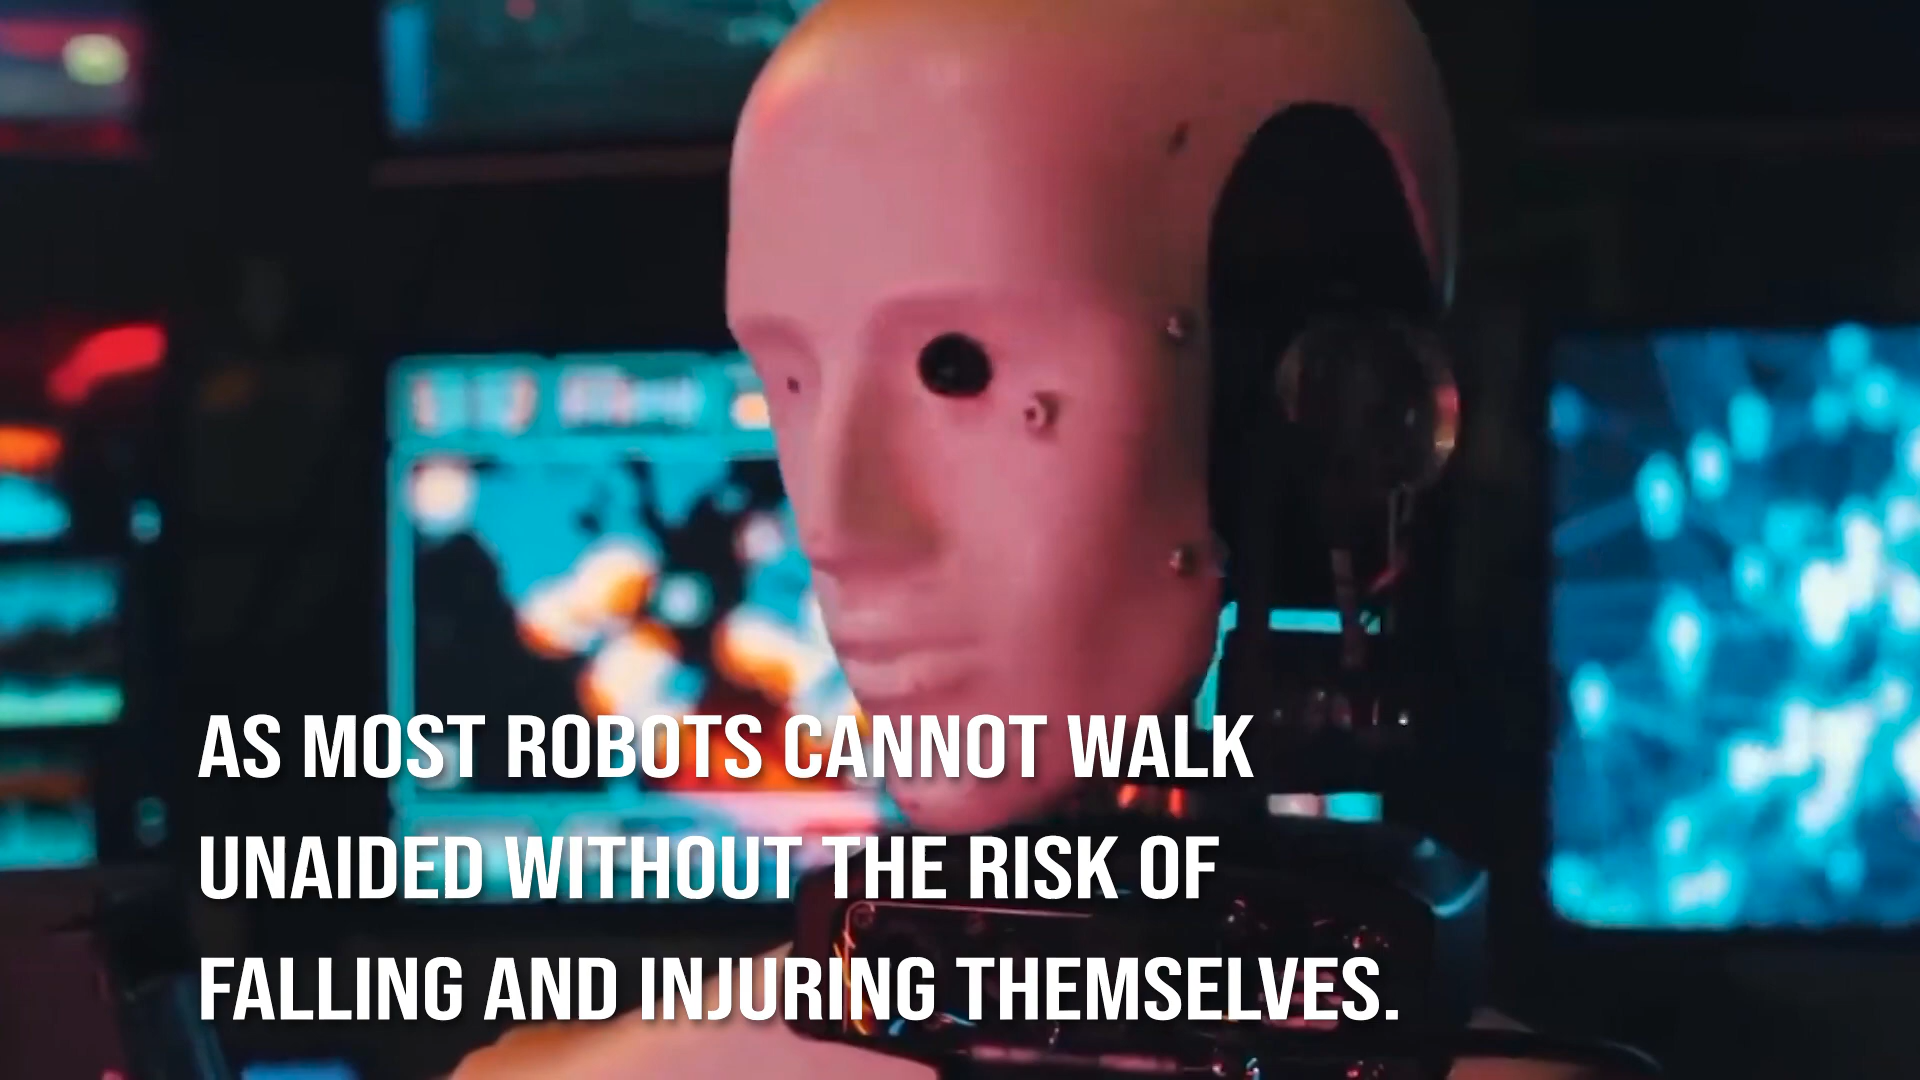 AS MOST ROBOTS CANNOT WALK
UNAIDED WITHOUT THE RISK OF
FALLING AND INJURING THEMSELVES.